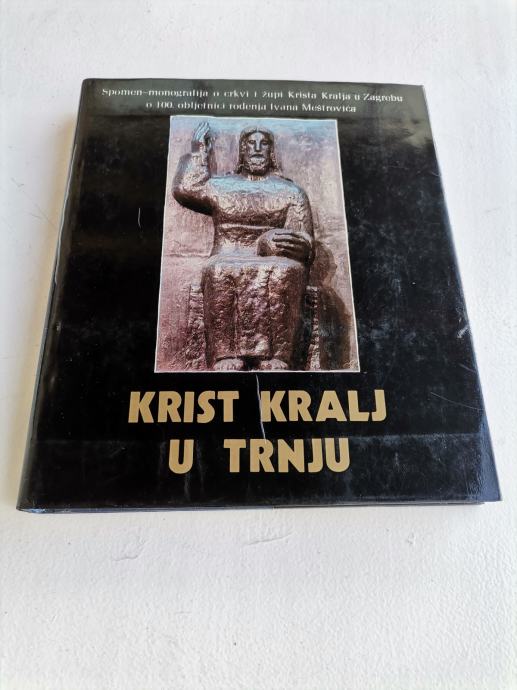 Spomen-monografija o crkvi i župi Krista Kralja u Zagrebu
o 100. obljetnici rođenja Ivana Meštrovića
KRIST KRALJ
U TRNJU